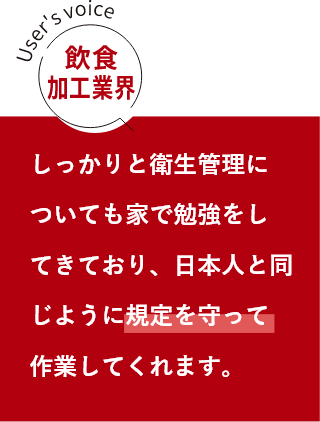 User's voice
飲食
加工業界
しっかりと衛生管理に
ついても家で勉強をし
てきており、日本人と同
じように規定を守って
作業してくれます。